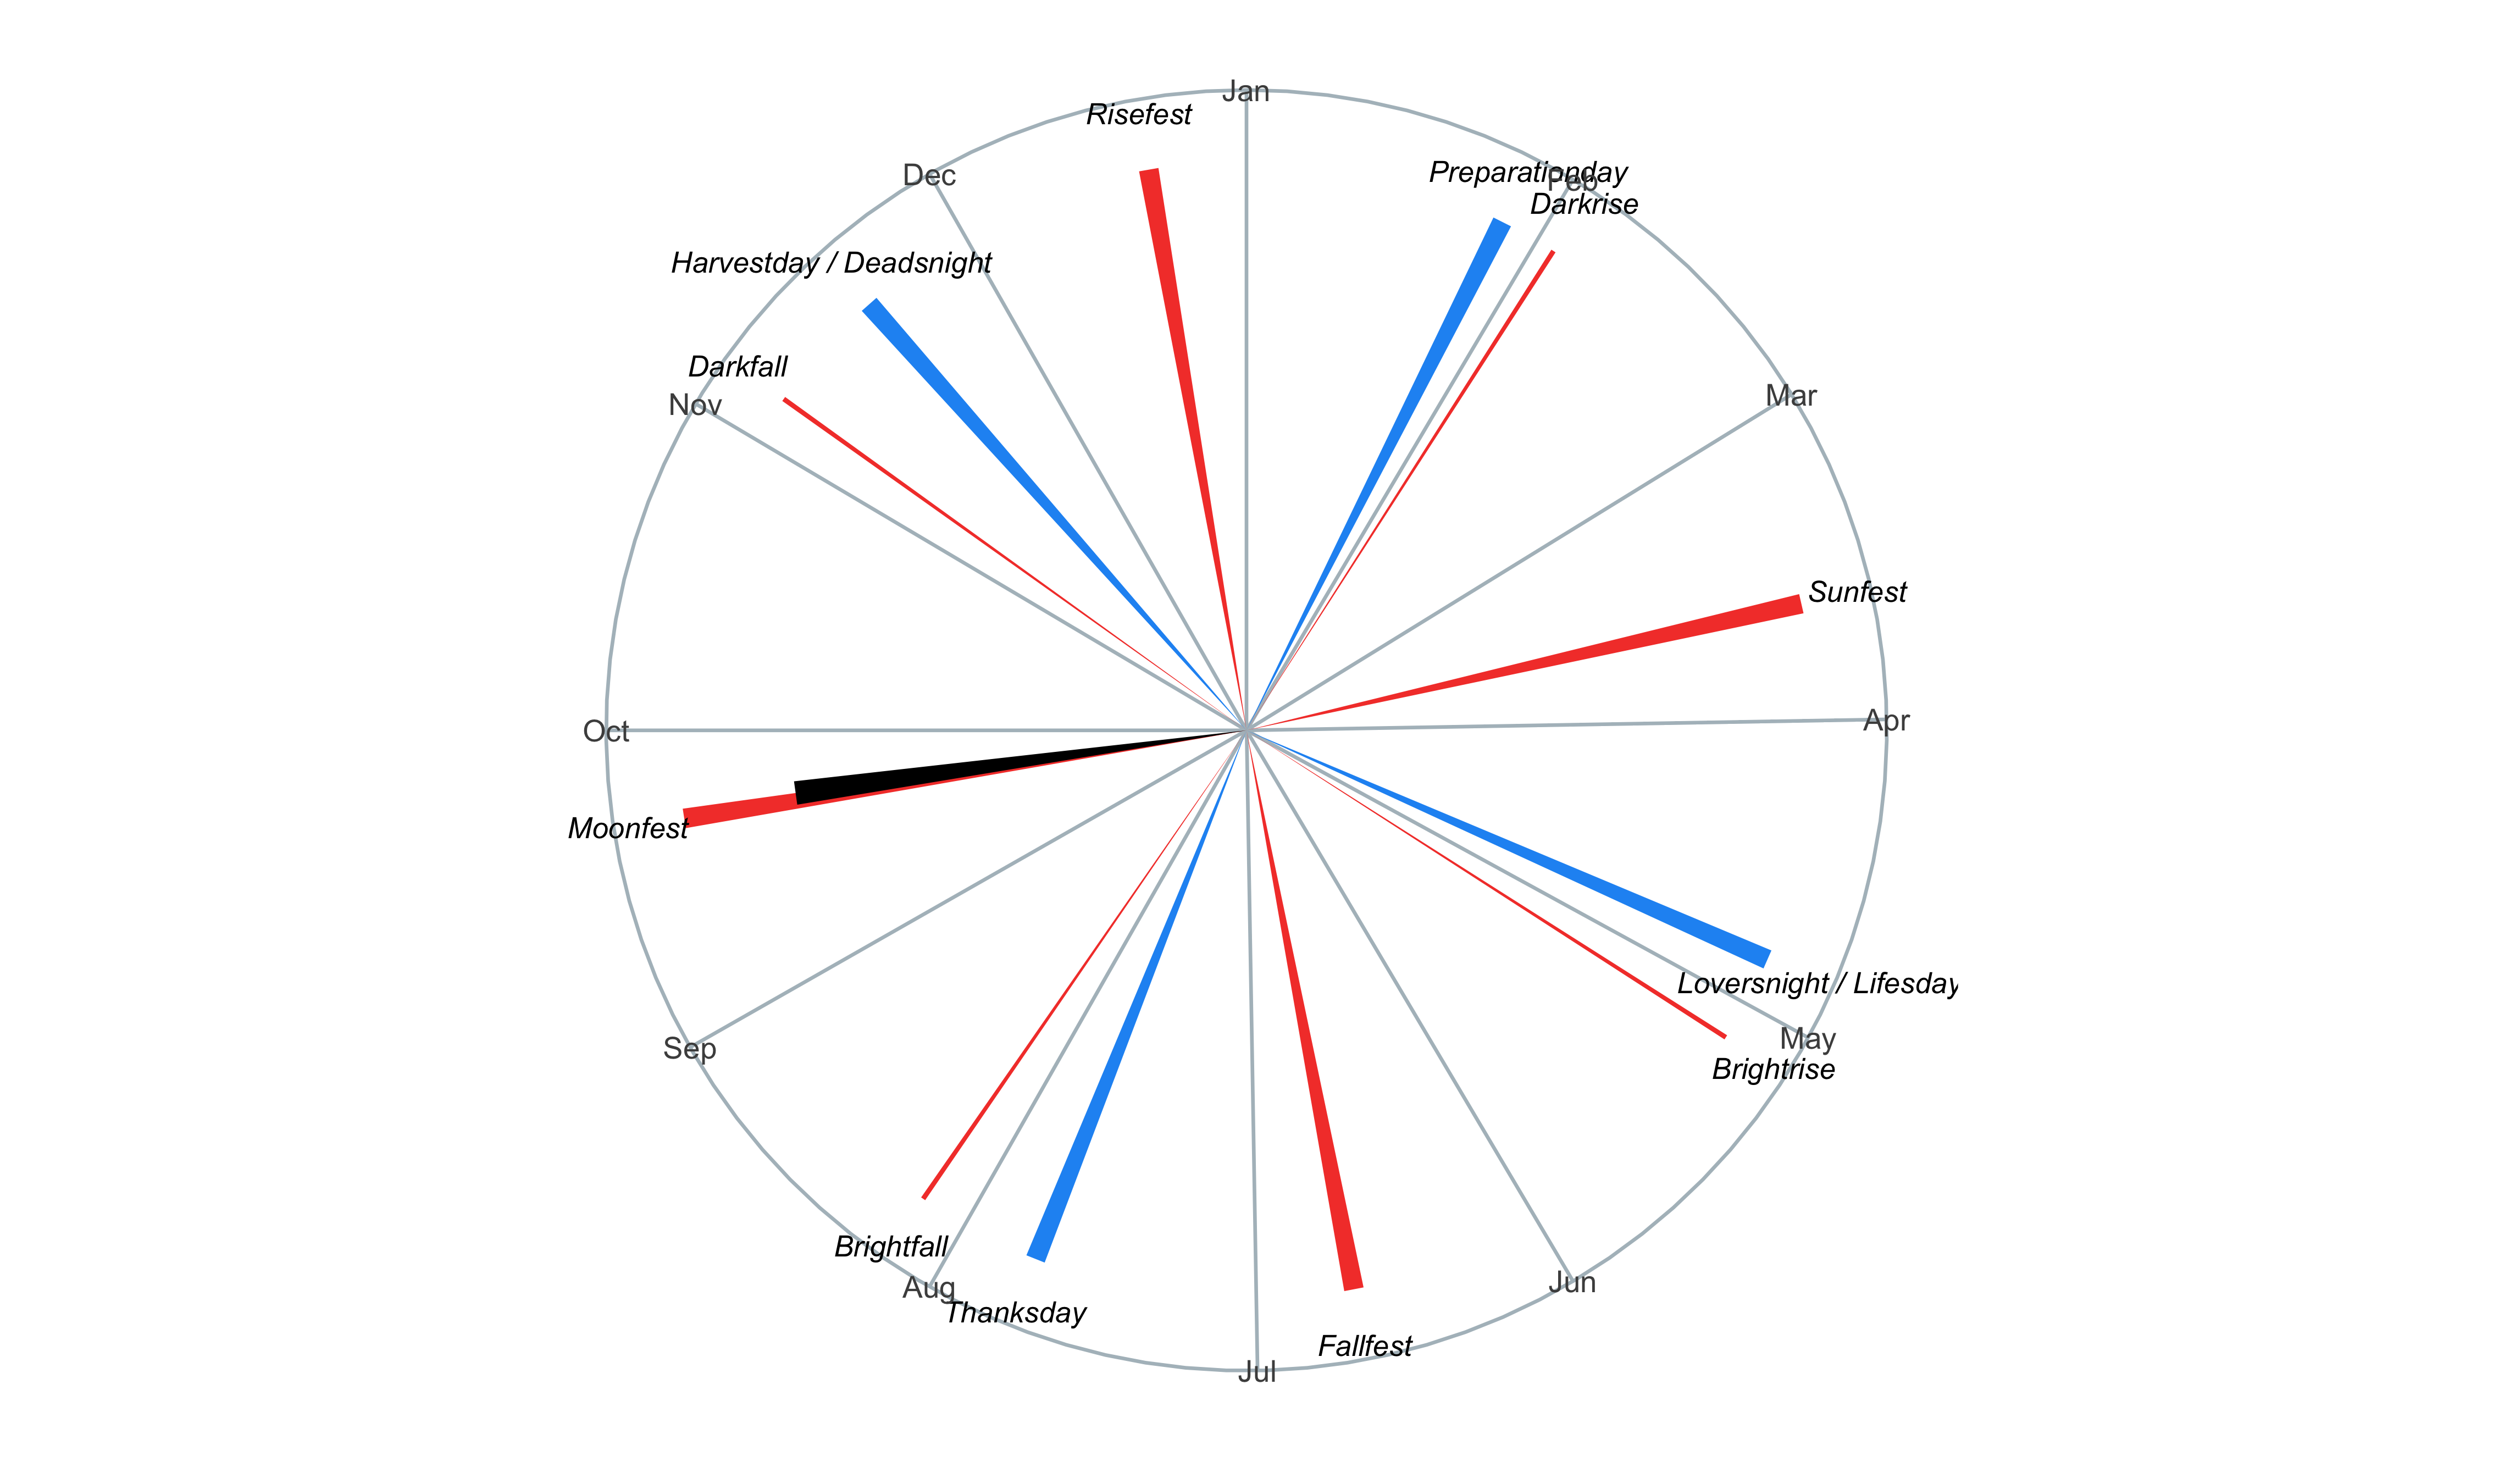 Jan
Risefest
Preparationday
Feb
Dec
Darkrise
Harvestday / Deadsnight
Darkfall
Mar
Nov
Sunfest
Apr
Oct
Moonfest
Loversnight / Lifesday
May
Sep
Brightrise
Brightfall
Jun
Aug
Thanksday
Fallfest
Jul